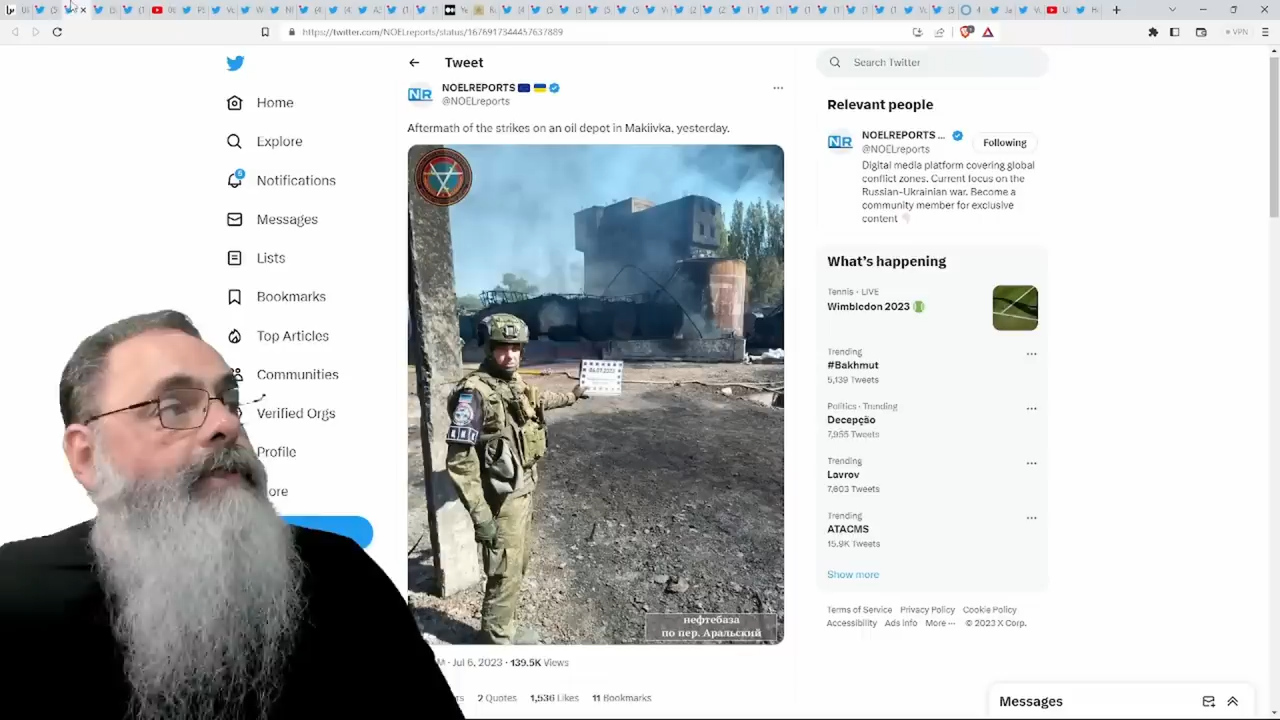 https://twitter.com/NOELreports/status/1676917344457637889
VPN
Home
Explore
6
Notifications
Messages
Lists
Bookmarks
Top Articles
Communities
Verified Orgs
Profile
Tweet
NR
NOELREPORTS
@NOELreports
Aftermath of the strikes on an oil depot in Makiivka, yesterday.
нефтебаза
по пер. Аральский
Jul 6, 2023 · 139.5K Views
2 Quotes 1,536 Likes 11 Bookmarks
Search Twitter
Relevant people
NR
NOELREPORTS ...
@NOELreports
Following
Digital media platform covering global
conflict zones. Current focus on the
Russian-Ukrainian war. Become a
community member for exclusive
content
What's happening
Tennis · LIVE
Wimbledon 2023
Trending
#Bakhmut
5,139 Tweets
Politics · Trending
Decepção
7,955 Tweets
Trending
Lavrov
7,603 Tweets
Trending
ATACMS
15.9K Tweets
Show more
Terms of Service Privacy Policy Cookie Policy
Accessibility Ads info More ··· © 2023 X Corp.
Messages